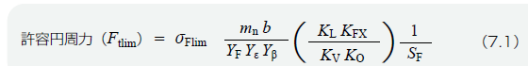 許容円周力（Ftlim）＝ σFlim mn b / YF Yε Yβ ( KL KFX / KV KO ) 1 / SF （7.1）